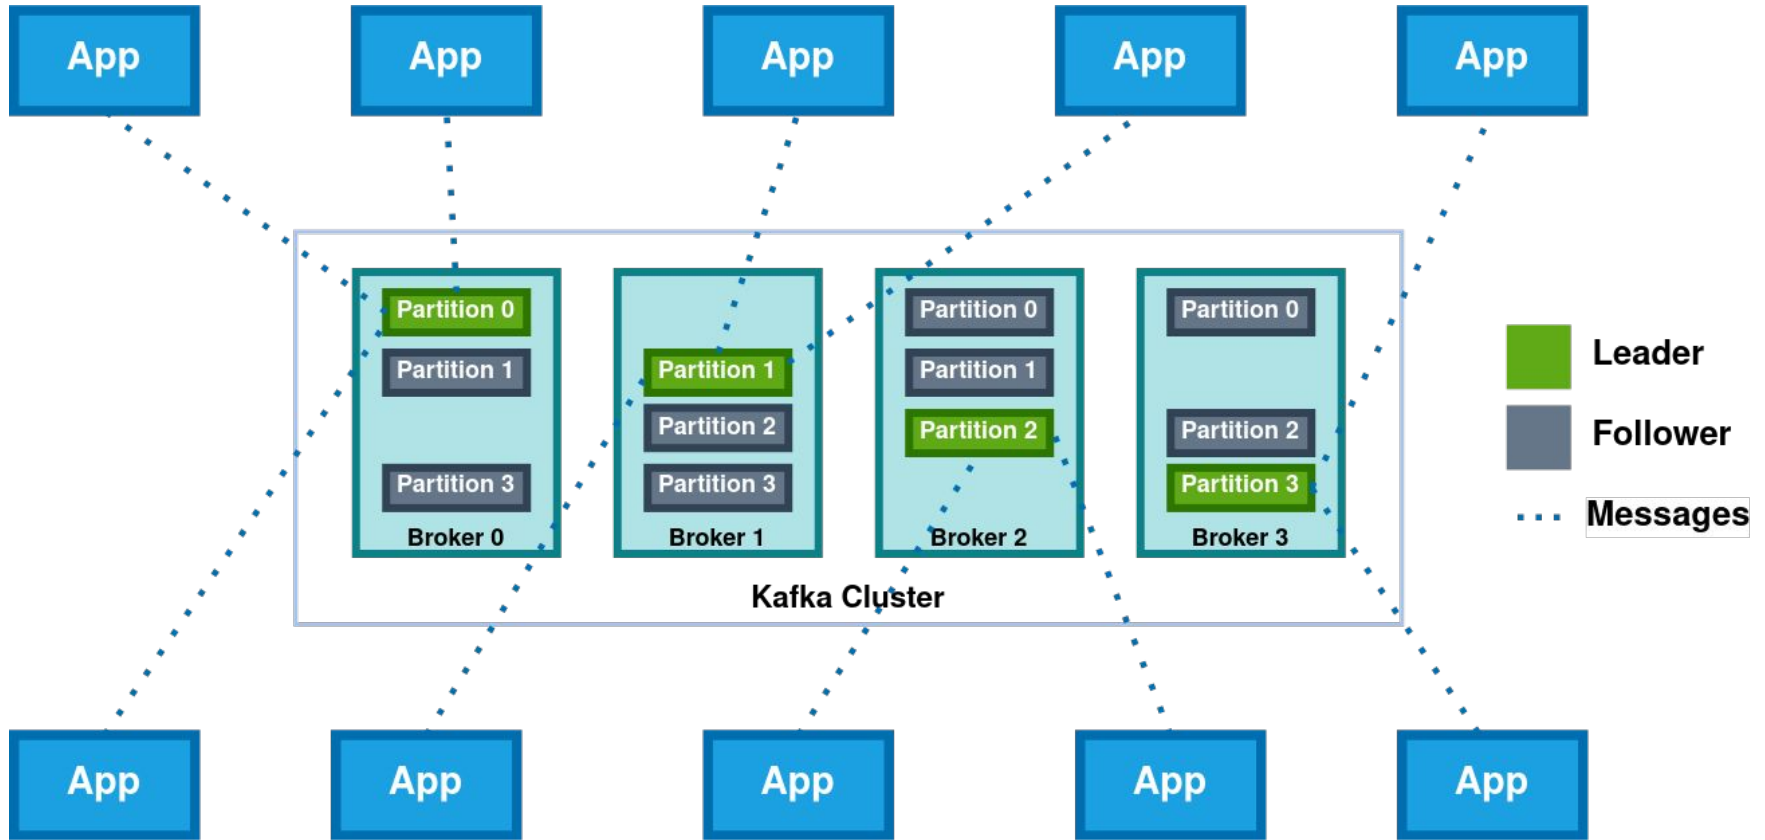 App
App
App
App
App
Partition 0
Partition 1
Partition 3
Broker 0
Partition 1
Partition 2
Partition 3
Broker 1
Partition 0
Partition 1
Partition 2
Broker 2
Partition 0
Partition 2
Partition 3
Broker 3
Kafka Cluster
Leader
Follower
Messages
App
App
App
App
App